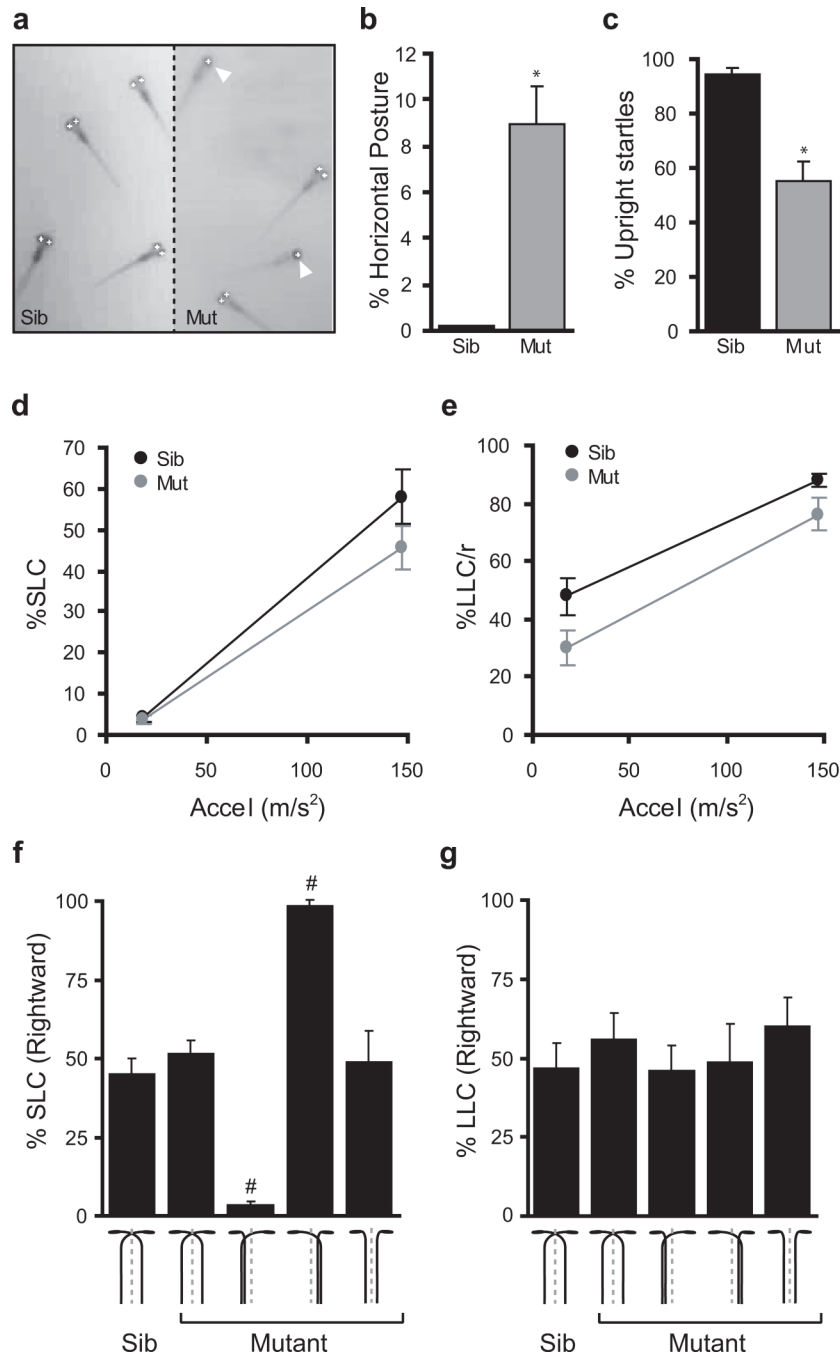 a
Sib
Mut
b
% Horizontal Posture
12
10
8
6
4
2
0
*
Sib
Mut
c
% Upright startles
100
80
60
40
20
0
*
Sib
Mut
d
%SLC
70
60
50
40
30
20
10
0
Sib
Mut
0
50
100
150
Accel (m/s²)
e
%LLC/r
100
80
60
40
20
0
Sib
Mut
0
50
100
150
Accel (m/s²)
f
% SLC (Rightward)
100
75
50
25
0
#
#
Sib
Mutant
g
% LLC (Rightward)
100
75
50
25
0
Sib
Mutant